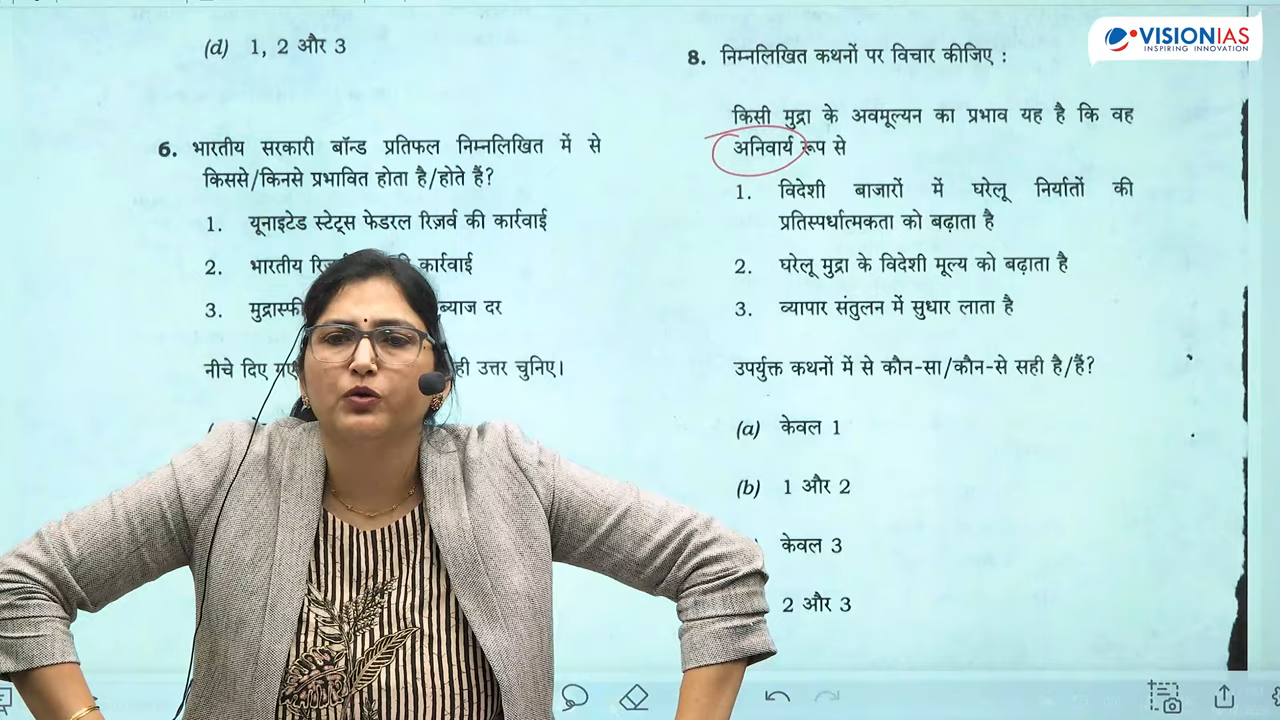 (d) 1, 2 और 3
6. भारतीय सरकारी बॉन्ड प्रतिफल निम्नलिखित में से
किससे/किनसे प्रभावित होता है/होते हैं?
1. यूनाइटेड स्टेट्स फेडरल रिज़र्व की कार्रवाई
2. भारतीय कार्रवाई
3. ब्याज दर
नीचे दिए उत्तर चुनिए।
8. निम्नलिखित कथनों पर विचार कीजिए :
किसी मुद्रा के अवमूल्यन का प्रभाव यह है कि वह
अनिवार्य रूप से
1. विदेशी बाजारों में घरेलू निर्यातों की
प्रतिस्पर्धात्मकता को बढ़ाता है
2. घरेलू मुद्रा के विदेशी मूल्य को बढ़ाता है
3. व्यापार संतुलन में सुधार लाता है
उपर्युक्त कथनों में से कौन-सा/कौन-से सही है/हैं?
(a) केवल 1
(b) 1 और 2
केवल 3
2 और 3
VISIONIAS
INSPIRING INNOVATION